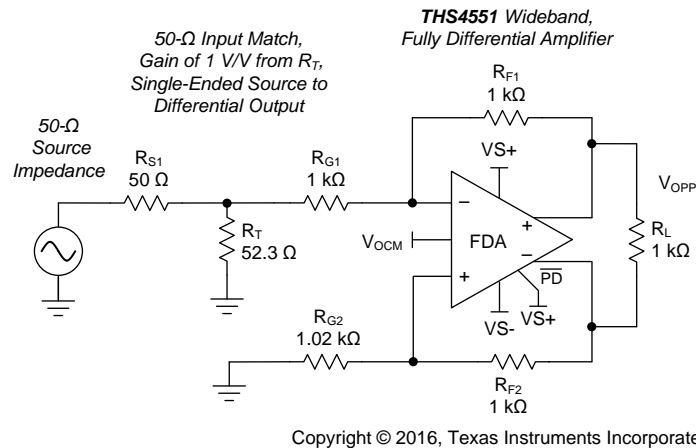 THS4551 Wideband,
Fully Differential Amplifier
50-Ω Input Match,
Gain of 1 V/V from RT,
Single-Ended Source to
Differential Output
50-Ω
Source
Impedance
RS1
50 Ω
RT
52.3 Ω
RG1
1 kΩ
RF1
1 kΩ
VS+
VOCM
−
+
FDA
+
−
PD
VS-
VS+
VOPP
RL
1 kΩ
RG2
1.02 kΩ
RF2
1 kΩ
Copyright © 2016, Texas Instruments Incorporate